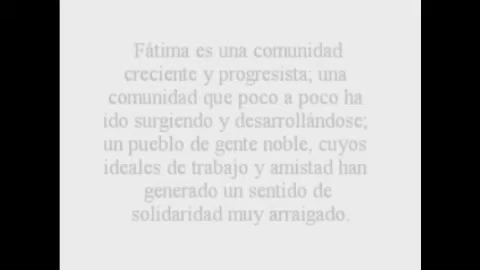 Fátima es una comunidad
creciente y progresista; una
comunidad que poco a poco ha
ido surgiendo y desarrollándose;
un pueblo de gente noble, cuyos
ideales de trabajo y amistad han
generado un sentido de
solidaridad muy arraigado.